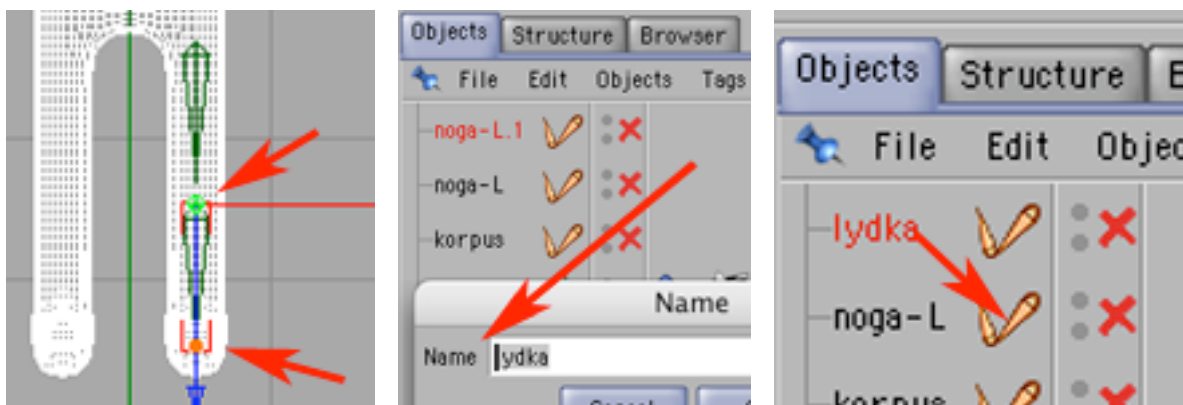 Objects Structure Browser
File Edit Objects Tags
noga-L.1
noga-L
korpus
Name
Name lydka
Objects Structure
File Edit
lydka
noga-L
korpus